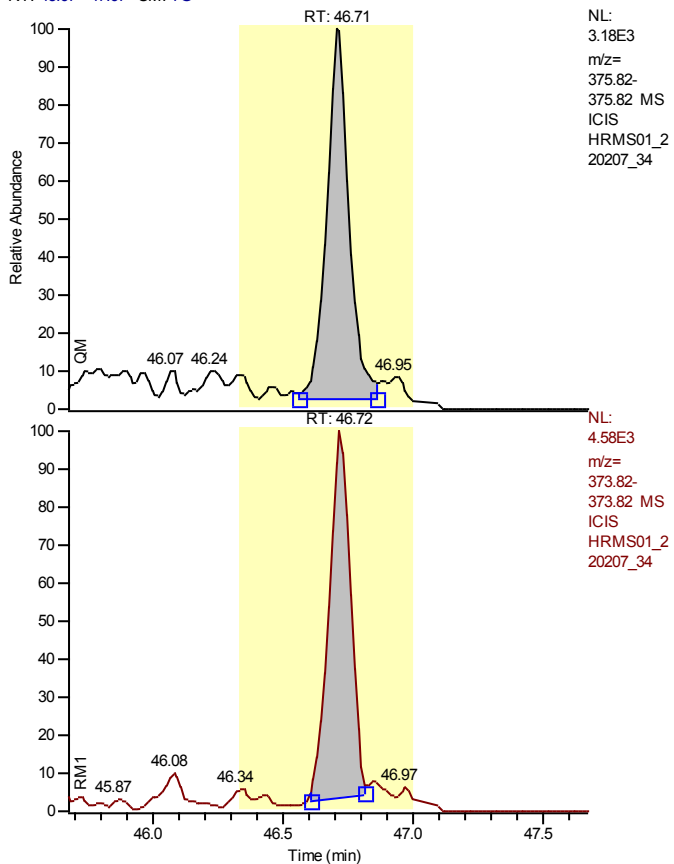 RT: 46.71
NL:
3.18E3
m/z=
375.82-
375.82 MS
ICIS
HRMS01_2
20207_34
100
90
80
70
60
50
40
30
20
10
0
Relative Abundance
QM
46.07
46.24
46.95
RT: 46.72
NL:
4.58E3
m/z=
373.82-
373.82 MS
ICIS
HRMS01_2
20207_34
100
90
80
70
60
50
40
30
20
10
0
RM1
45.87
46.08
46.34
46.97
46.0 46.5 47.0 47.5
Time (min)